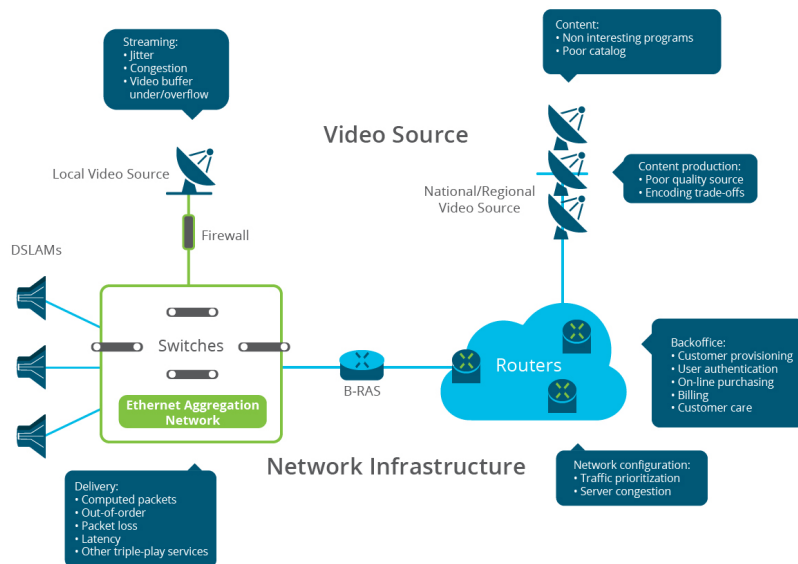 Streaming:
• Jitter
• Congestion
• Video buffer
under/overflow
Content:
• Non interesting programs
• Poor catalog
Video Source
Local Video Source
National/Regional
Video Source
Content production:
• Poor quality source
• Encoding trade-offs
Firewall
DSLAMs
Switches
Ethernet Aggregation
Network
B-RAS
Routers
Backoffice:
• Customer provisioning
• User authentication
• On-line purchasing
• Billing
• Customer care
Network Infrastructure
Network configuration:
• Traffic prioritization
• Server congestion
Delivery:
• Computed packets
• Out-of-order
• Packet loss
• Latency
• Other triple-play services